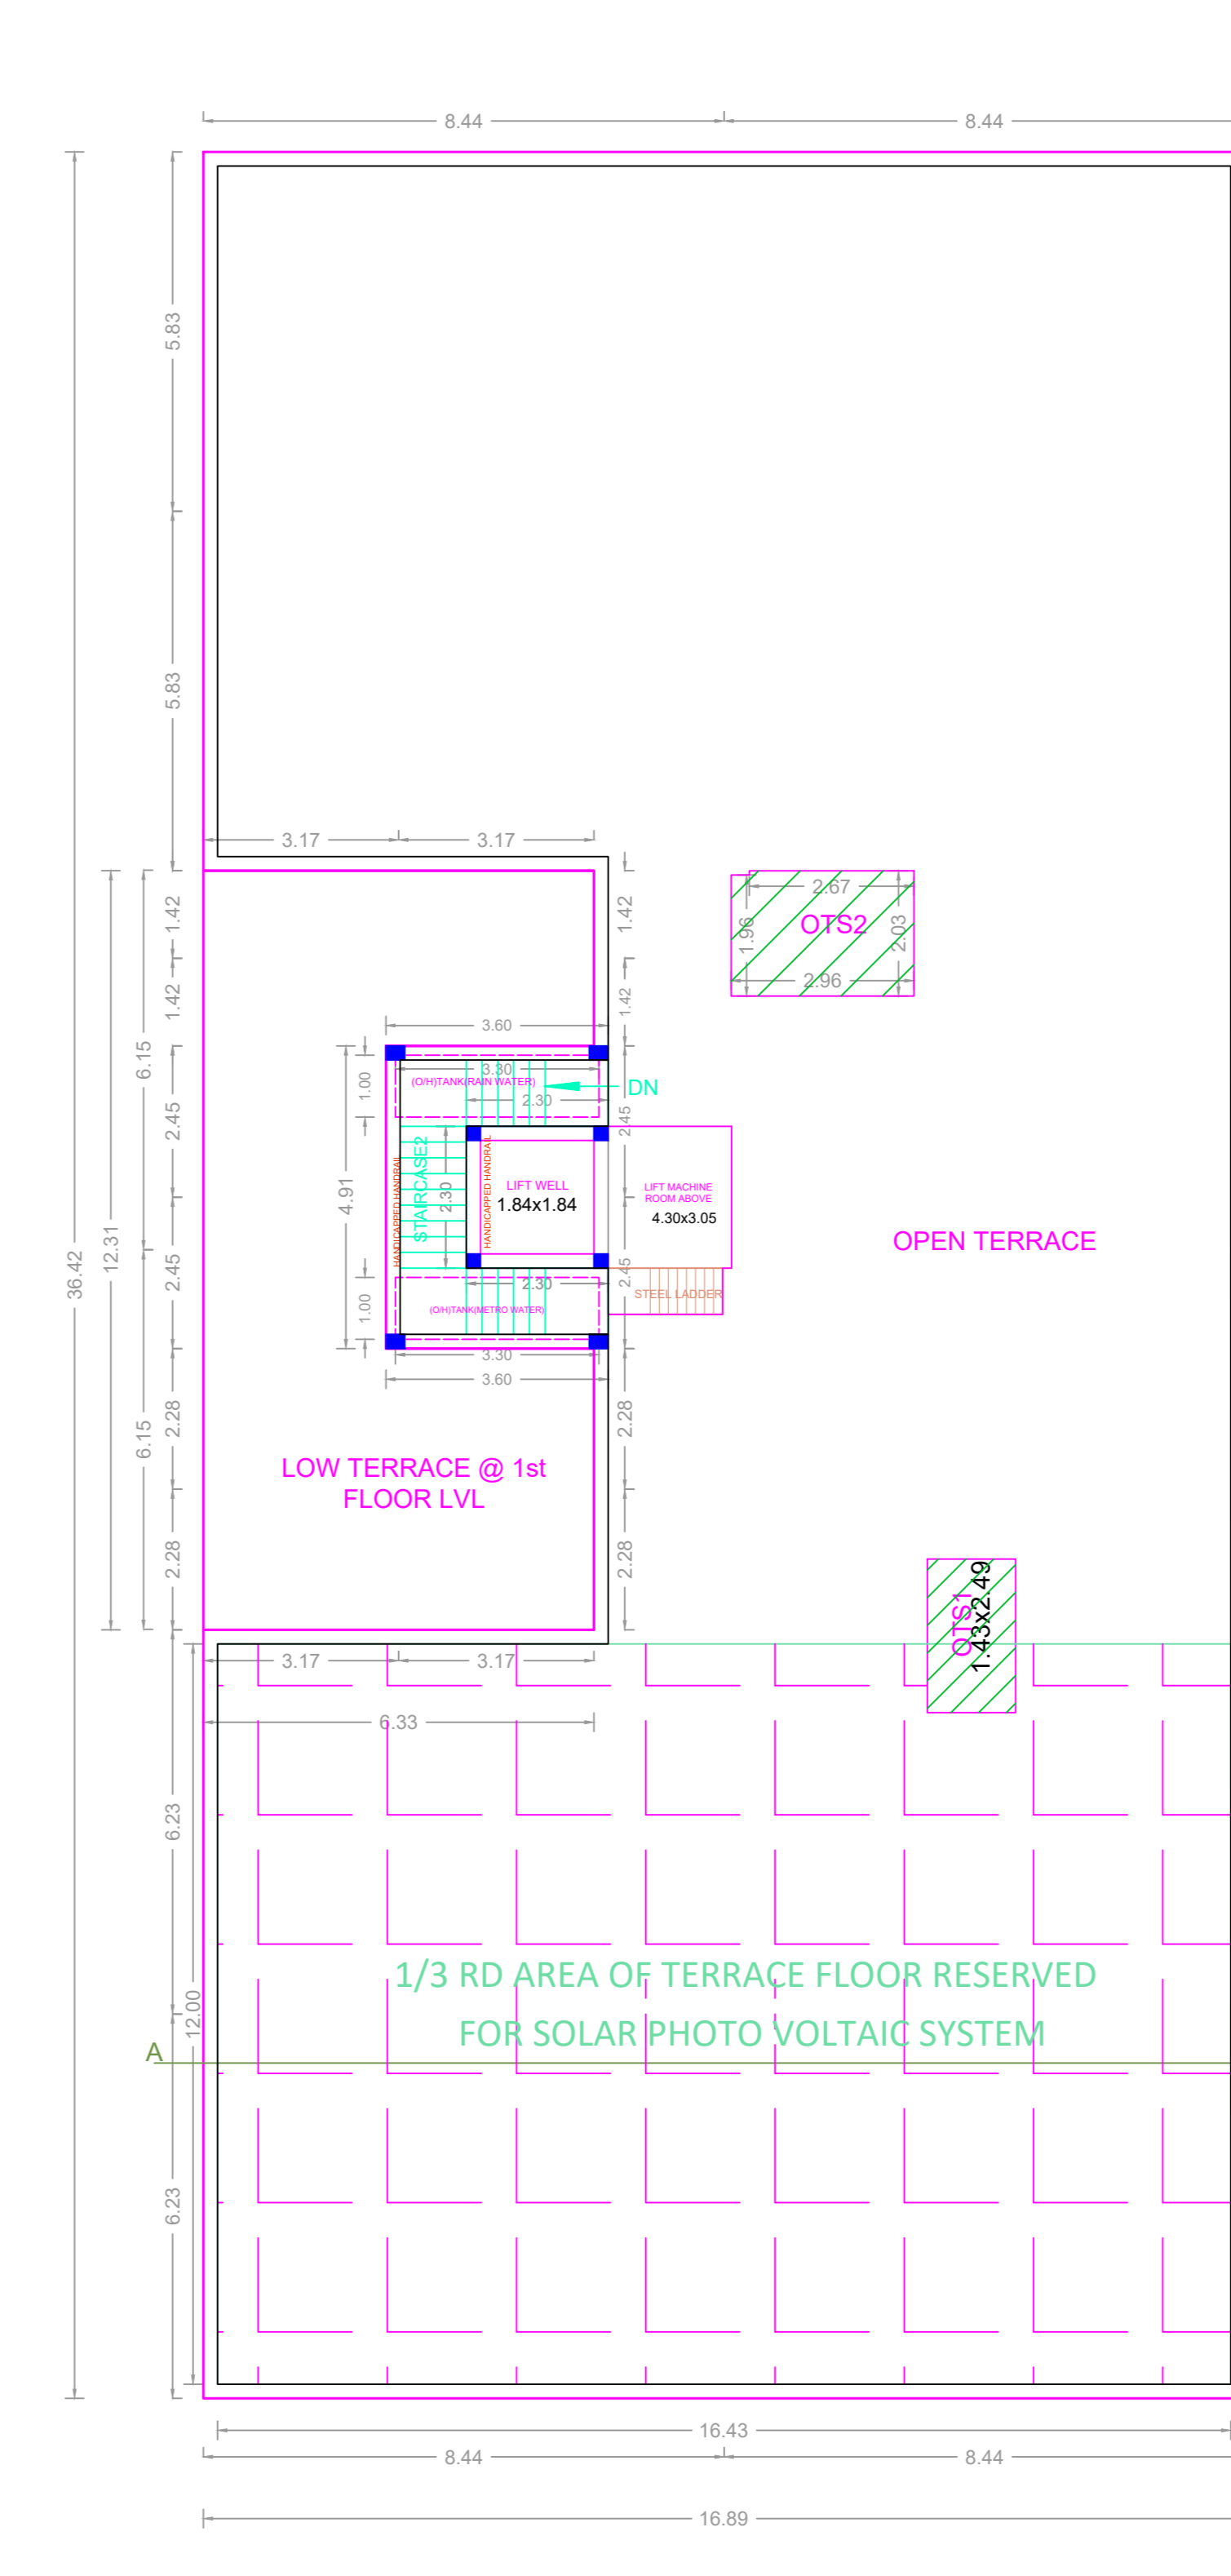 8.44
8.44
5.83
5.83
3.17
3.17
1.42
1.42
2.67
OTS2
1.96
2.03
2.96
1.42
1.42
3.60
6.15
1.00
3.30
(O/H)TANK(RAIN WATER)
2.30
DN
2.45
2.45
4.91
HANDICAPPED HANDRAIL
STAIRCASE2
2.30
HANDICAPPED HANDRAIL
LIFT WELL
1.84x1.84
LIFT MACHINE
ROOM ABOVE
4.30x3.05
OPEN TERRACE
12.31
36.42
2.45
2.45
1.00
2.30
STEEL LADDER
(O/H)TANK(METRO WATER)
3.30
3.60
6.15
2.28
2.28
LOW TERRACE @ 1st
FLOOR LVL
2.28
2.28
OTS1
1.43x2.49
3.17
3.17
6.33
6.23
12.00
1/3 RD AREA OF TERRACE FLOOR RESERVED
FOR SOLAR PHOTO VOLTAIC SYSTEM
A
6.23
16.43
8.44
8.44
16.89